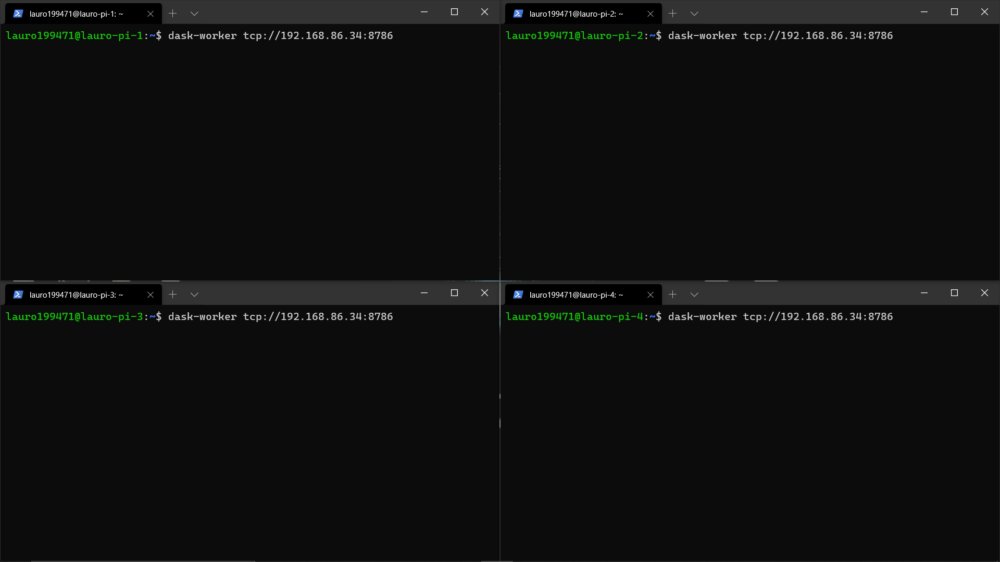 lauro199471@lauro-pi-1: ~
lauro199471@lauro-pi-1:~$ dask-worker tcp://192.168.86.34:8786
lauro199471@lauro-pi-2: ~
lauro199471@lauro-pi-2:~$ dask-worker tcp://192.168.86.34:8786
lauro199471@lauro-pi-3: ~
lauro199471@lauro-pi-3:~$ dask-worker tcp://192.168.86.34:8786
lauro199471@lauro-pi-4: ~
lauro199471@lauro-pi-4:~$ dask-worker tcp://192.168.86.34:8786